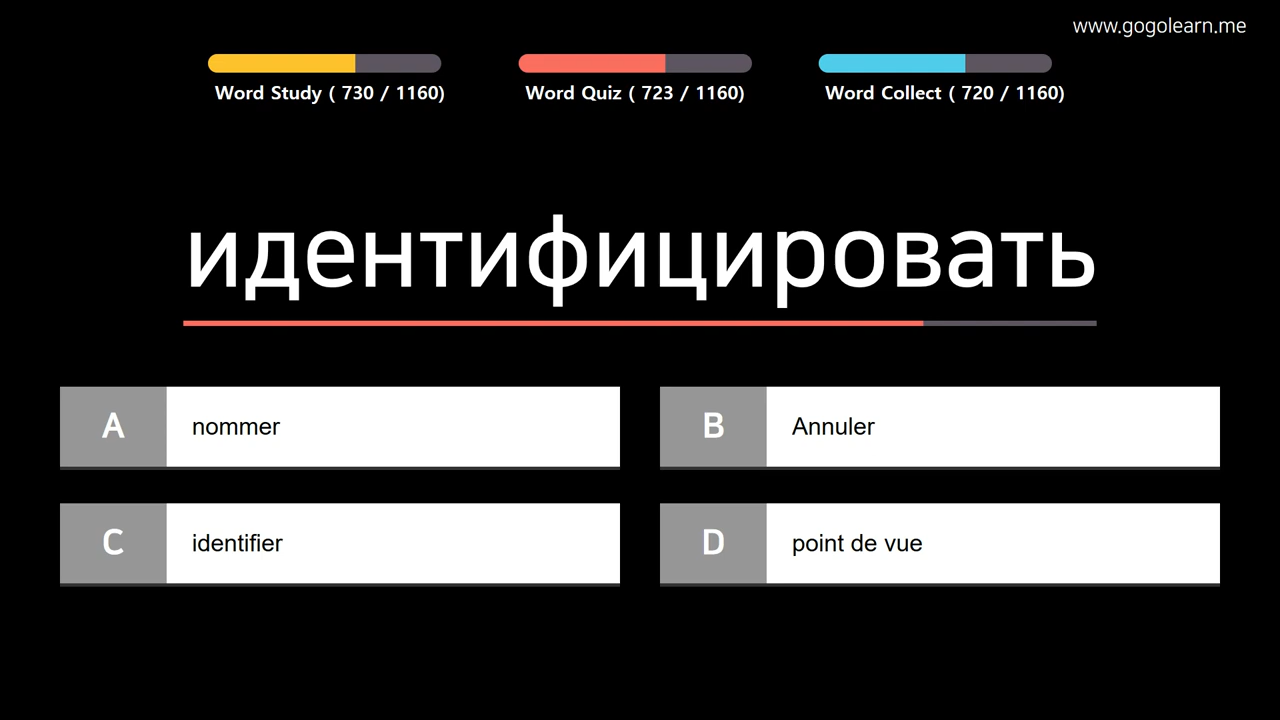 www.gogolearn.me
Word Study ( 730 / 1160)
Word Quiz ( 723 / 1160)
Word Collect ( 720 / 1160)
идентифицировать
A nommer
B Annuler
C identifier
D point de vue